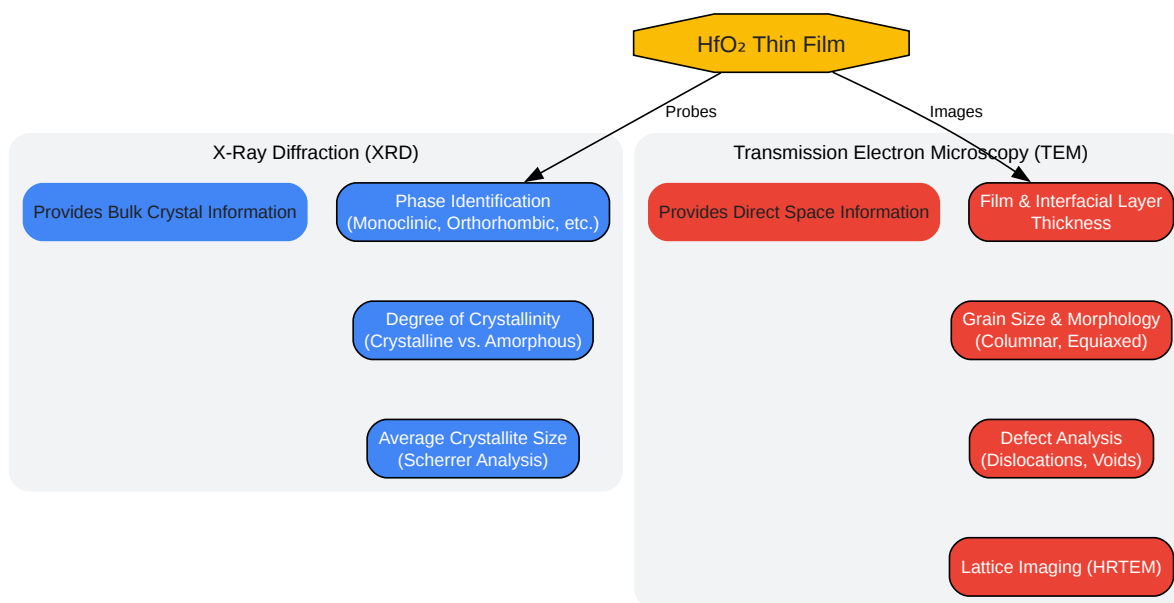 HfO₂ Thin Film
Probes
Images
X-Ray Diffraction (XRD)
Provides Bulk Crystal Information
Phase Identification
(Monoclinic, Orthorhombic, etc.)
Degree of Crystallinity
(Crystalline vs. Amorphous)
Average Crystallite Size
(Scherrer Analysis)
Transmission Electron Microscopy (TEM)
Provides Direct Space Information
Film & Interfacial Layer
Thickness
Grain Size & Morphology
(Columnar, Equiaxed)
Defect Analysis
(Dislocations, Voids)
Lattice Imaging (HRTEM)